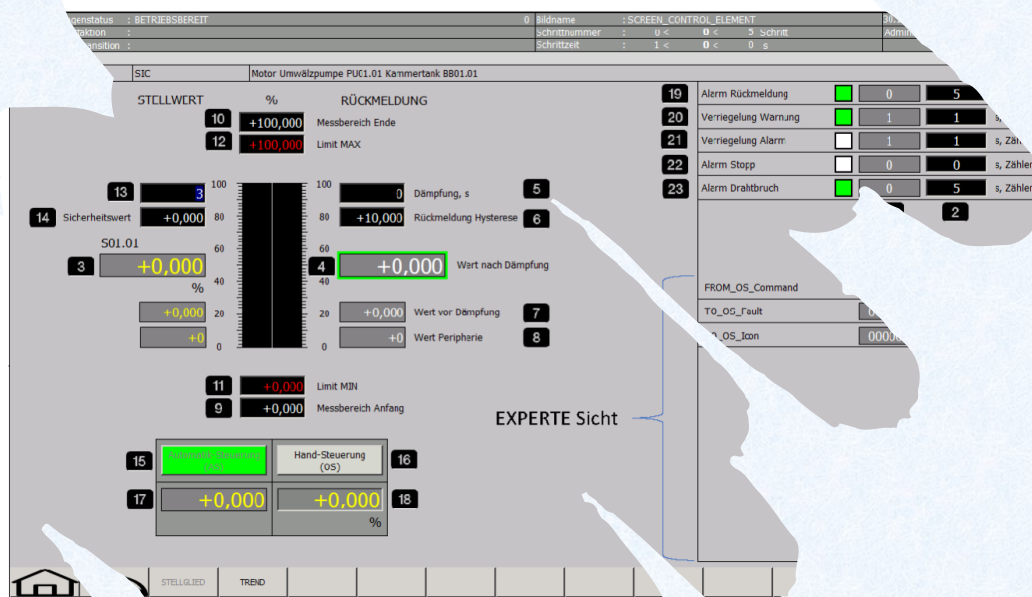 : BETRIEBSBEREIT 0 Bildname : SCREEN_CONTROL_ELEMENT
Schrittnummer : 0 < 0 < 5 Schritt
Schrittzeit : 1 < 0 < 0 s
SIC Motor Umwälzpumpe PU01.01 Kammertank BB01.01
STELLWERT % RÜCKMELDUNG
10 +100,000 Messbereich Ende
12 +100,000 Limit MAX
13 3 100 100 0 Dämpfung, s 5
14 Sicherheitswert +0,000 80 80 +10,000 Rückmeldung Hysterese 6
S01.01 60 60
3 +0,000 4 +0,000 Wert nach Dämpfung
% 40 40
+0,000 20 20 +0,000 Wert vor Dämpfung 7
+0 0 0 +0 Wert Peripherie 8
11 +0,000 Limit MIN
9 +0,000 Messbereich Anfang
15 Automatik-Steuerung (AS) Hand-Steuerung (OS) 16
17 +0,000 +0,000 18
%
19 Alarm Rückmeldung 0 5
20 Verriegelung Warnung 1 1 s,
21 Verriegelung Alarm 1 1 s, Zähler
22 Alarm Stopp 0 0 s, Zähler
23 Alarm Drahtbruch 0 5 s, Zähler
2
FROM_OS_Command
TO_OS_Fault
OS_Icon
EXPERTE Sicht
STELLGLIED TREND